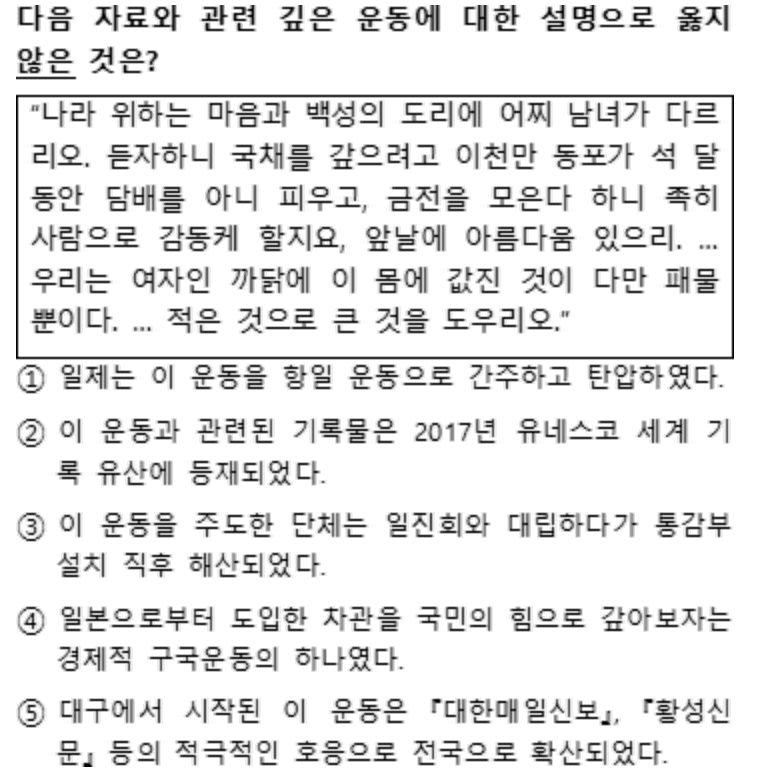 다음 자료와 관련 깊은 운동에 대한 설명으로 옳지
않은 것은?
"나라 위하는 마음과 백성의 도리에 어찌 남녀가 다르
리오. 듣자하니 국채를 갚으려고 이천만 동포가 석 달
동안 담배를 아니 피우고, 금전을 모은다 하니 족히
사람으로 감동케 할지요, 앞날에 아름다움 있으리. …
우리는 여자인 까닭에 이 몸에 값진 것이 다만 패물
뿐이다. … 적은 것으로 큰 것을 도우리오."
① 일제는 이 운동을 항일 운동으로 간주하고 탄압하였다.
② 이 운동과 관련된 기록물은 2017년 유네스코 세계 기
록 유산에 등재되었다.
③ 이 운동을 주도한 단체는 일진회와 대립하다가 통감부
설치 직후 해산되었다.
④ 일본으로부터 도입한 차관을 국민의 힘으로 갚아보자는
경제적 구국운동의 하나였다.
⑤ 대구에서 시작된 이 운동은 『대한매일신보』, 『황성신
문』 등의 적극적인 호응으로 전국으로 확산되었다.